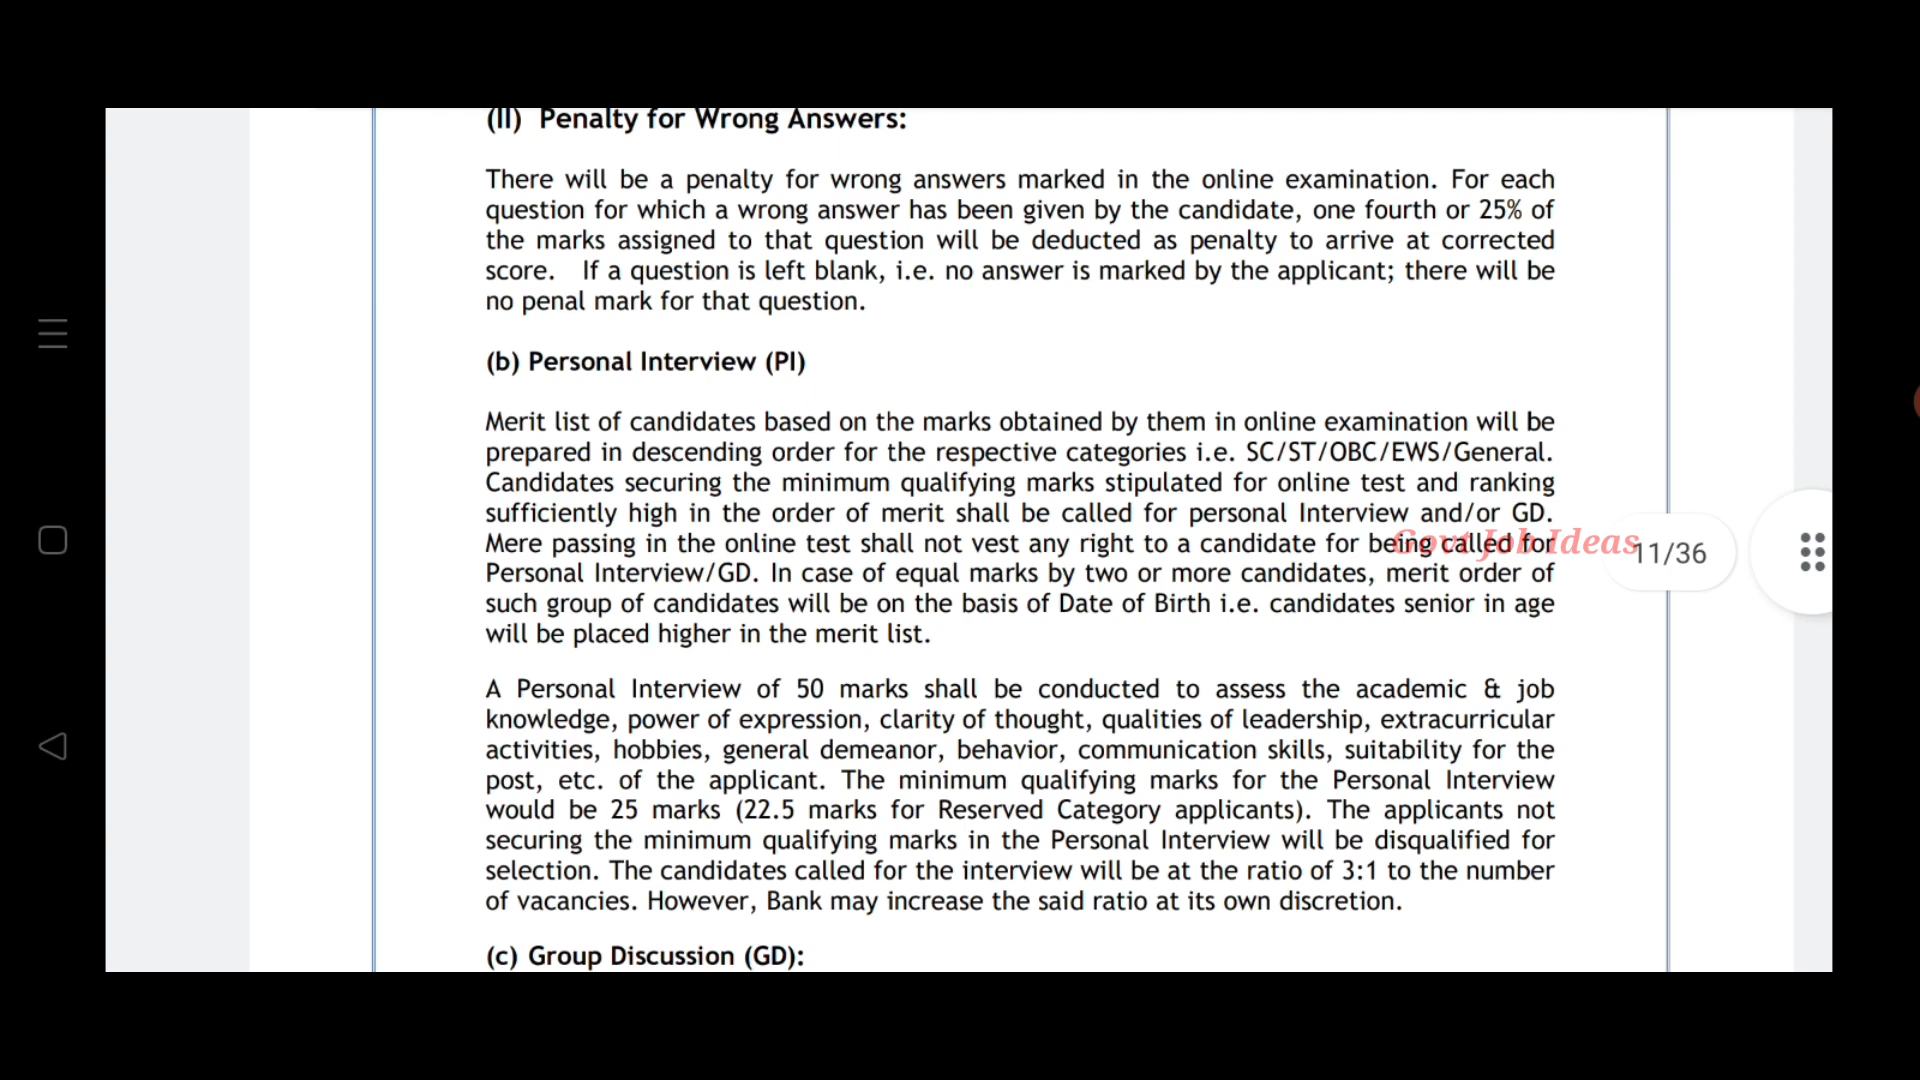 (II) Penalty for Wrong Answers:
There will be a penalty for wrong answers marked in the online examination. For each
question for which a wrong answer has been given by the candidate, one fourth or 25% of
the marks assigned to that question will be deducted as penalty to arrive at corrected
score. If a question is left blank, i.e. no answer is marked by the applicant; there will be
no penal mark for that question.
(b) Personal Interview (PI)
Merit list of candidates based on the marks obtained by them in online examination will be
prepared in descending order for the respective categories i.e. SC/ST/OBC/EWS/General.
Candidates securing the minimum qualifying marks stipulated for online test and ranking
sufficiently high in the order of merit shall be called for personal Interview and/or GD.
Mere passing in the online test shall not vest any right to a candidate for being called for
Govt Job Ideas
11/36
Personal Interview/GD. In case of equal marks by two or more candidates, merit order of
such group of candidates will be on the basis of Date of Birth i.e. candidates senior in age
will be placed higher in the merit list.
A Personal Interview of 50 marks shall be conducted to assess the academic & job
knowledge, power of expression, clarity of thought, qualities of leadership, extracurricular
activities, hobbies, general demeanor, behavior, communication skills, suitability for the
post, etc. of the applicant. The minimum qualifying marks for the Personal Interview
would be 25 marks (22.5 marks for Reserved Category applicants). The applicants not
securing the minimum qualifying marks in the Personal Interview will be disqualified for
selection. The candidates called for the interview will be at the ratio of 3:1 to the number
of vacancies. However, Bank may increase the said ratio at its own discretion.
(c) Group Discussion (GD):